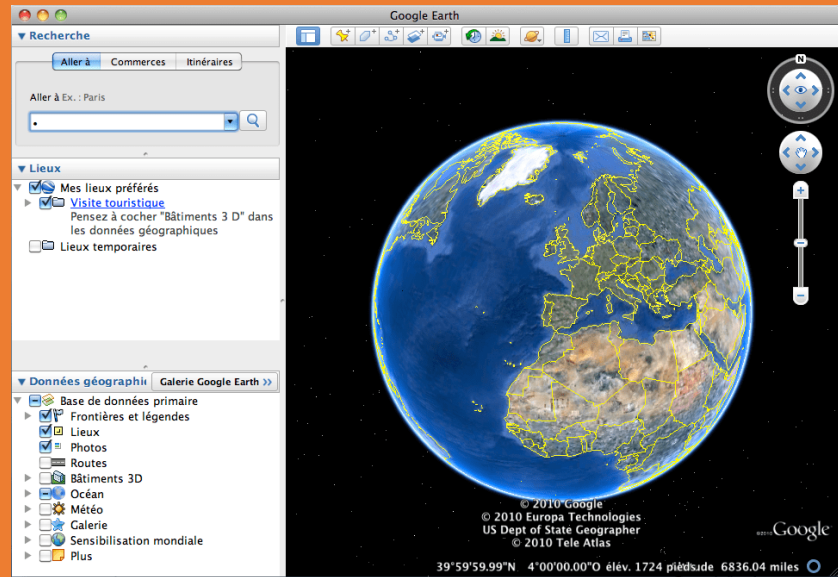 Google Earth
Recherche
Aller à Commerces Itinéraires
Aller à Ex. : Paris
Lieux
Mes lieux préférés
Visite touristique
Pensez à cocher "Bâtiments 3 D" dans
les données géographiques
Lieux temporaires
Données géographi Galerie Google Earth >>
Base de données primaire
Frontières et légendes
Lieux
Photos
Routes
Bâtiments 3D
Océan
Météo
Galerie
Sensibilisation mondiale
Plus
N
© 2010 Google
© 2010 Europa Technologies
US Dept of State Geographer
© 2010 Tele Atlas
©2010 Google
39°59'59.99"N 4°00'00.00"O élév. 1724 6836.04 miles